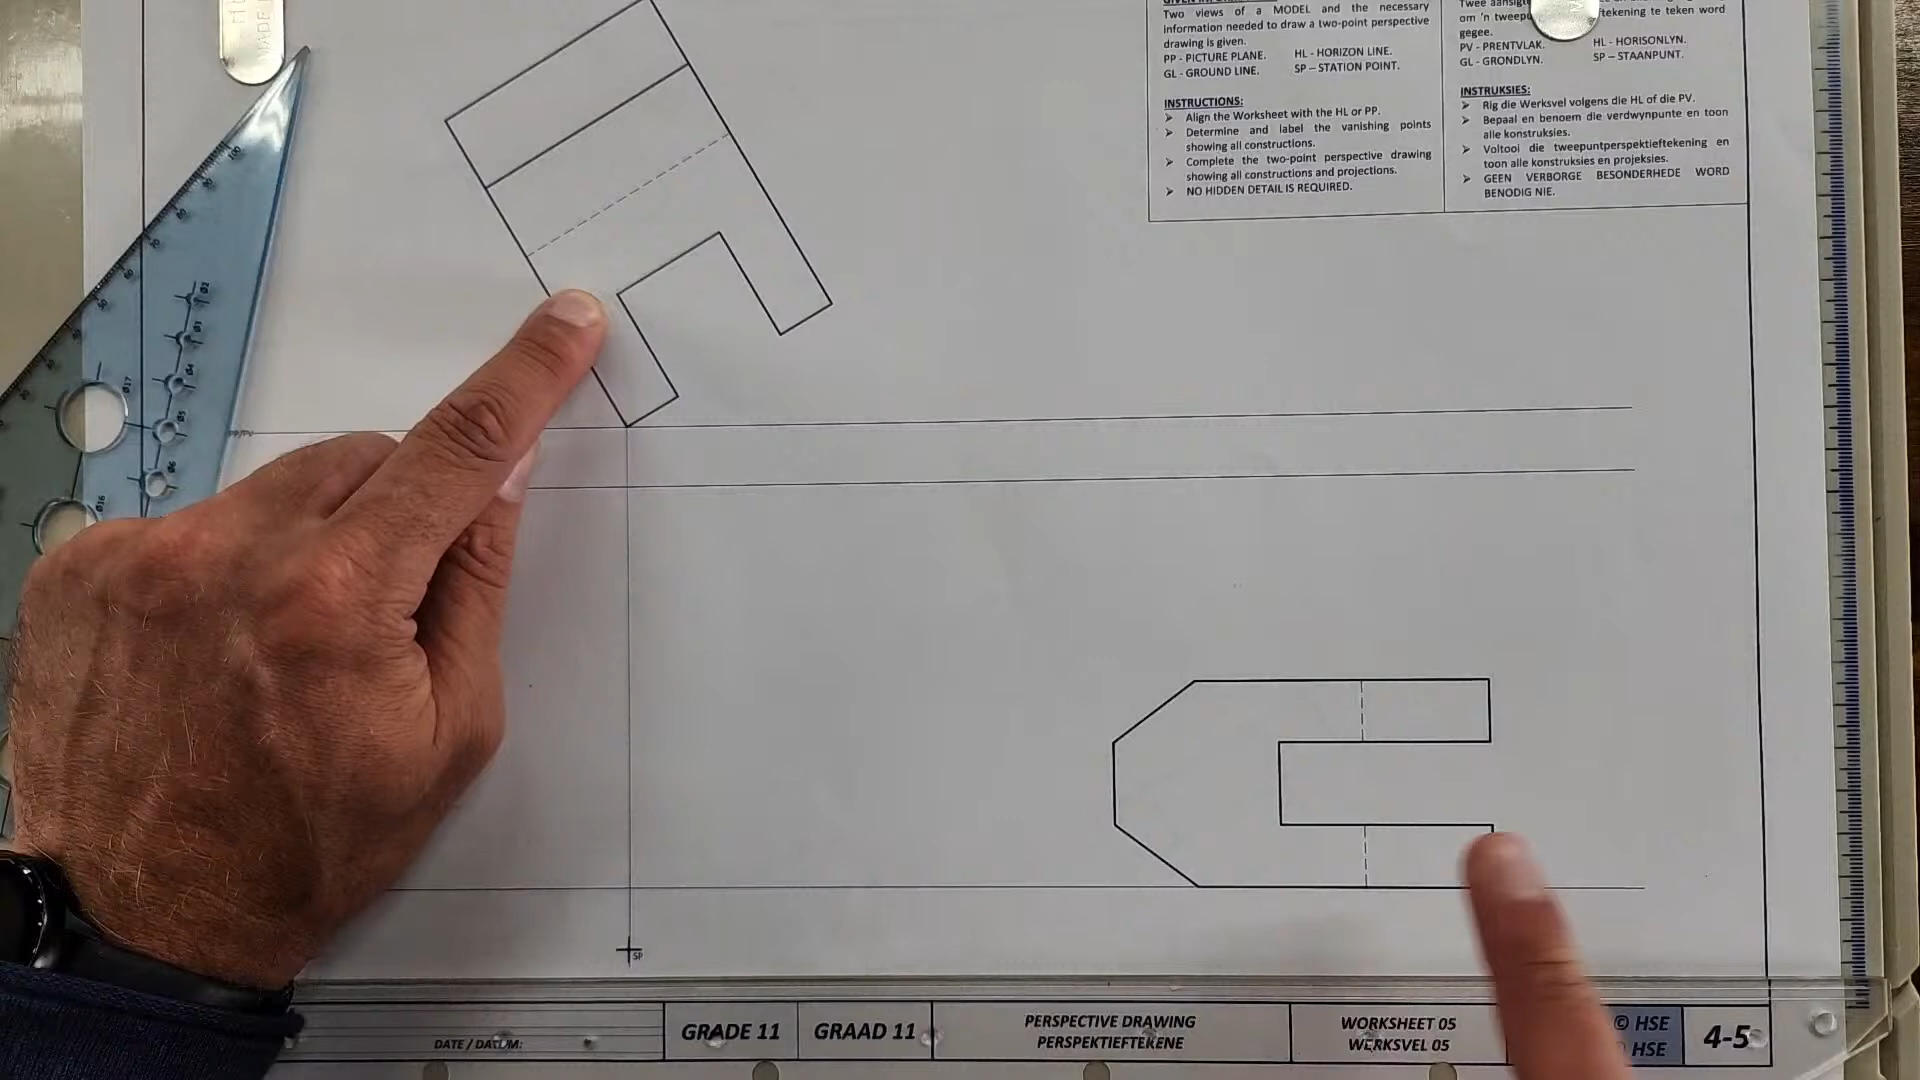 Two views of a MODEL and the necessary
information needed to draw a two-point perspective
drawing is given.
PP - PICTURE PLANE. HL - HORIZON LINE.
GL - GROUND LINE. SP – STATION POINT.
INSTRUCTIONS:
➢ Align the Worksheet with the HL or PP.
➢ Determine and label the vanishing points
showing all constructions.
➢ Complete the two-point perspective drawing
showing all constructions and projections.
➢ NO HIDDEN DETAIL IS REQUIRED.
om 'n tekening te teken word
gegee.
PV - PRENTVLAK. HL - HORISONLYN.
GL - GRONDLYN. SP – STAANPUNT.
INSTRUKSIES:
➢ Rig die Werksvel volgens die HL of die PV.
➢ Bepaal en benoem die verdwynpunte en toon
alle konstruksies.
➢ Voltooi die tweepuntperspektieftekening en
toon alle konstruksies en projeksies.
➢ GEEN VERBORGE BESONDERHEDE WORD
BENODIG NIE.
PP/PV
SP
DATE / DATUM:
GRADE 11
GRAAD 11
PERSPECTIVE DRAWING
PERSPEKTIEFTEKENE
WORKSHEET 05
WERKSVEL 05
© HSE
HSE
4-5